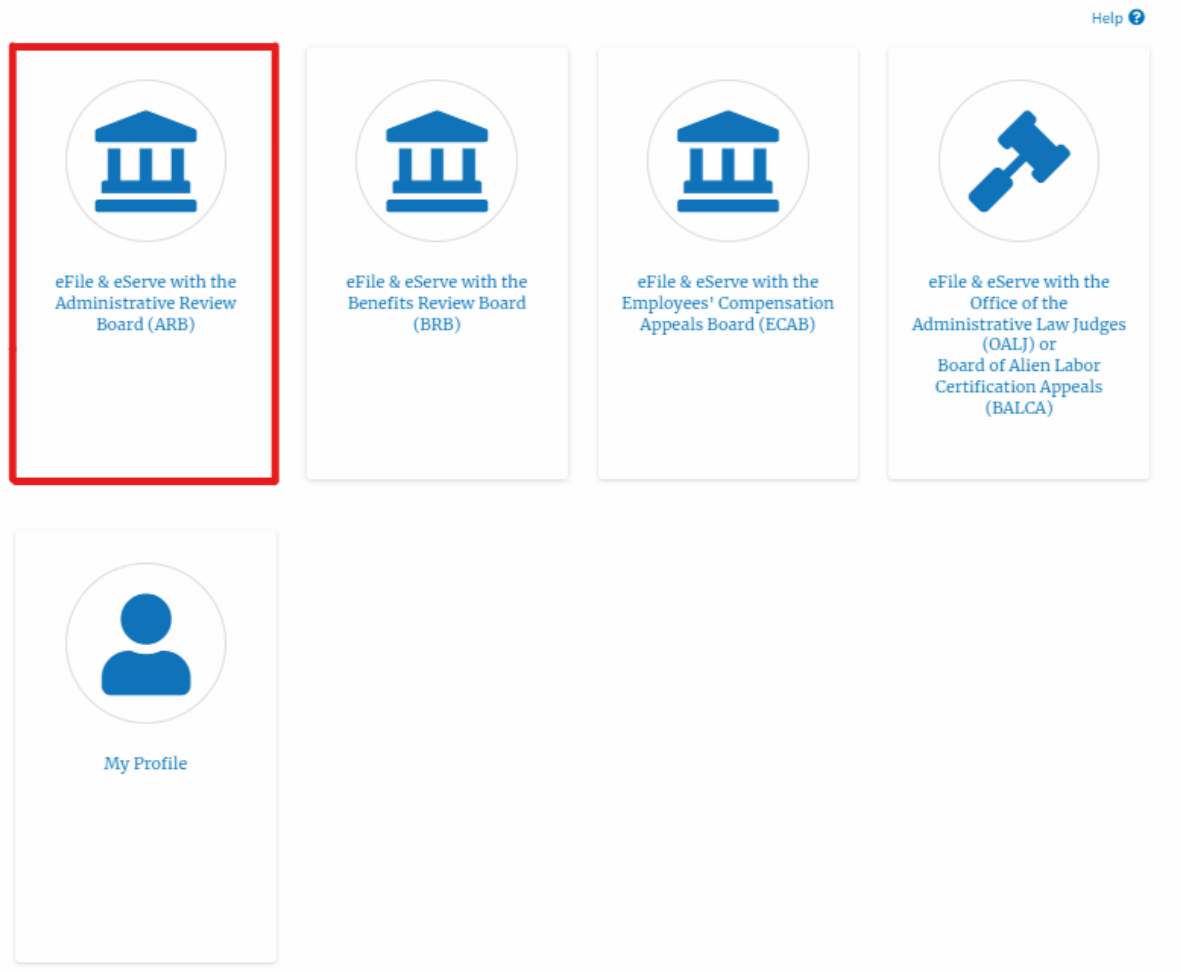 Help
eFile & eServe with the
Administrative Review
Board (ARB)
eFile & eServe with the
Benefits Review Board
(BRB)
eFile & eServe with the
Employees' Compensation
Appeals Board (ECAB)
eFile & eServe with the
Office of the
Administrative Law Judges
(OALJ) or
Board of Alien Labor
Certification Appeals
(BALCA)
My Profile